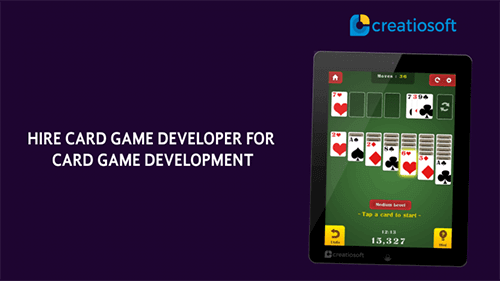 creatiosoft
HIRE CARD GAME DEVELOPER FOR
CARD GAME DEVELOPMENT
Moves : 36
Medium Level
- Tap a card to start -
12:13
15,327
Undo
Hint
creatiosoft